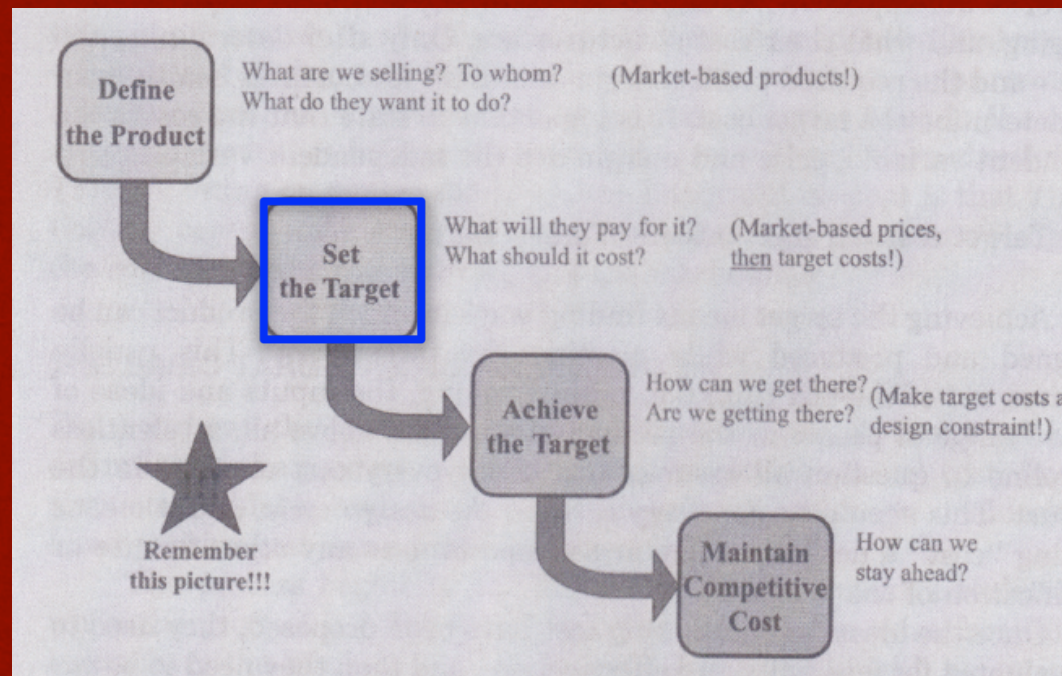 Define
the Product
What are we selling? To whom? (Market-based products!)
What do they want it to do?
Set
the Target
What will they pay for it? (Market-based prices,
What should it cost? then target costs!)
Achieve
the Target
How can we get there? (Make target costs a
Are we getting there? design constraint!)
Remember
this picture!!!
Maintain
Competitive
Cost
How can we
stay ahead?